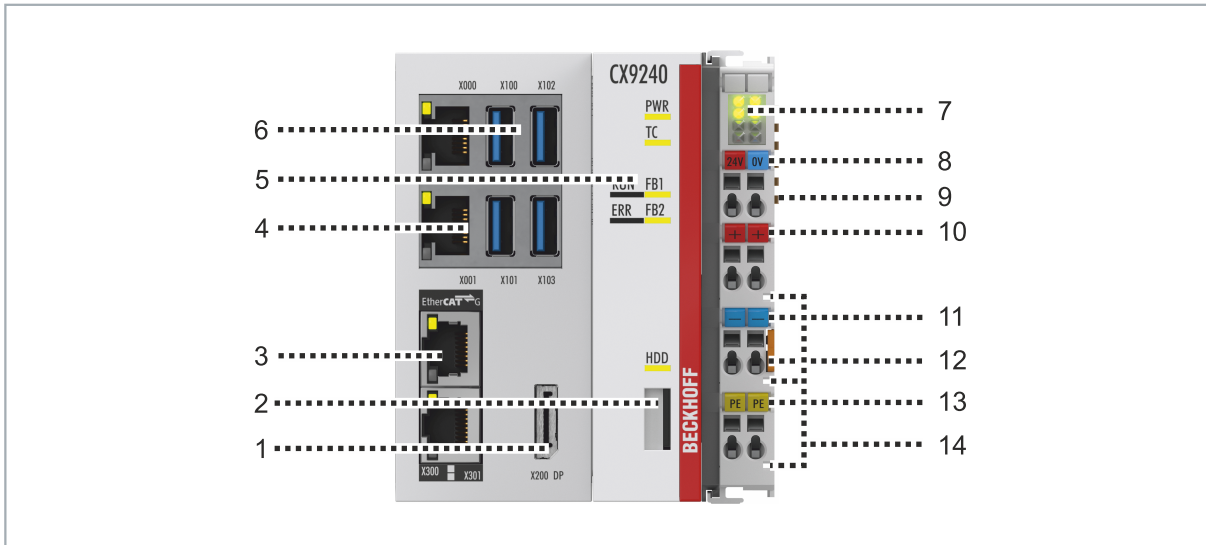 X000 X100 X102
CX9240
PWR
TC
RUN FB1
ERR FB2
X001 X101 X103
EtherCAT G
HDD
BECKHOFF
X300 X301
X200 DP
24V 0V
+ +
— —
PE PE
6
5
4
3
2
1
7
8
9
10
11
12
13
14